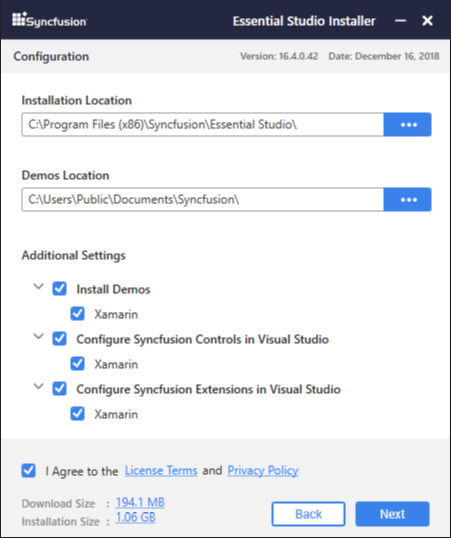 Syncfusion Essential Studio Installer
Configuration Version: 16.4.0.42 Date: December 16, 2018
Installation Location
C:\Program Files (x86)\Syncfusion\Essential Studio\
Demos Location
C:\Users\Public\Documents\Syncfusion\
Additional Settings
Install Demos
Xamarin
Configure Syncfusion Controls in Visual Studio
Xamarin
Configure Syncfusion Extensions in Visual Studio
Xamarin
I Agree to the License Terms and Privacy Policy
Download Size : 194.1 MB
Installation Size : 1.06 GB
Back Next